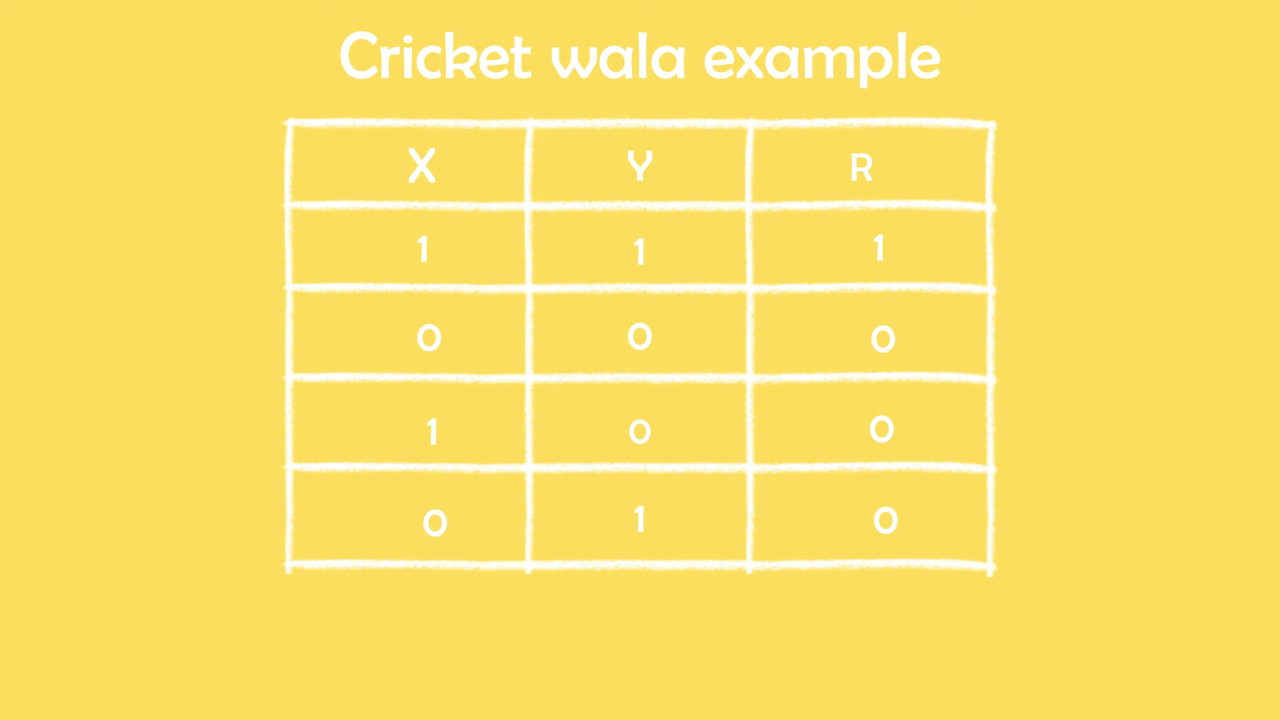 Cricket wala example
X Y R
1 1 1
0 0 0
1 0 0
0 1 0